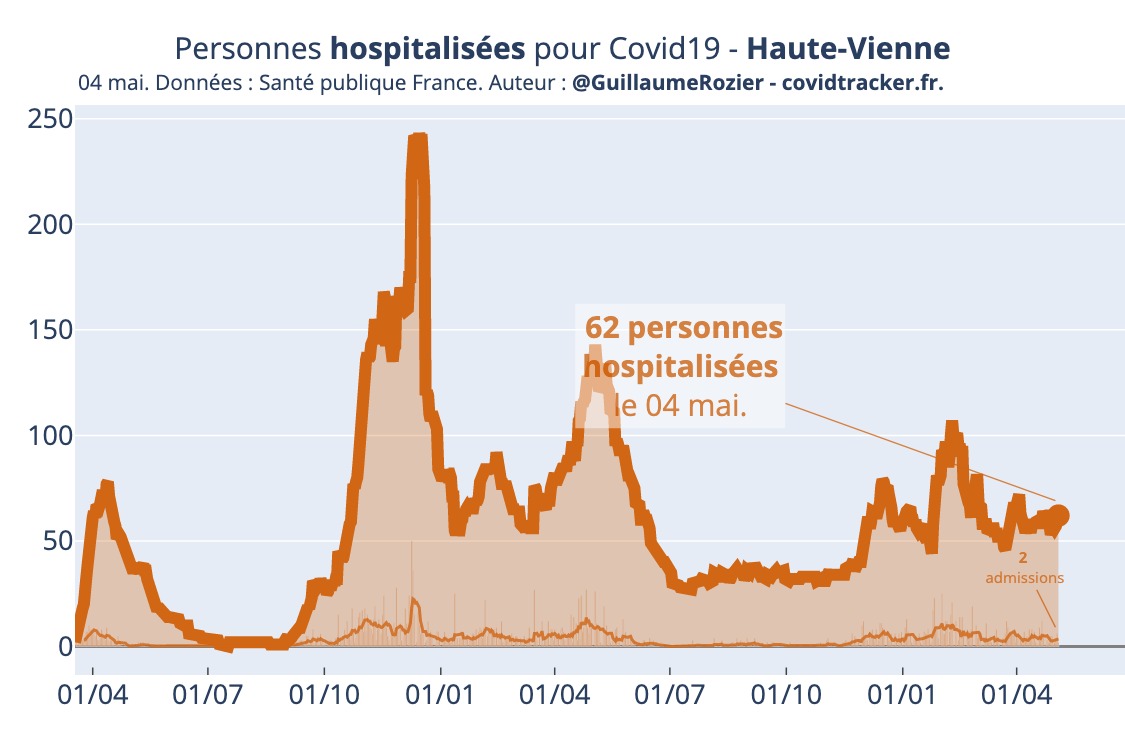 Personnes hospitalisées pour Covid19 - Haute-Vienne
04 mai. Données : Santé publique France. Auteur : @GuillaumeRozier - covidtracker.fr.
250
200
150
100
50
0
62 personnes
hospitalisées
le 04 mai.
2
admissions
01/04
01/07
01/10
01/01
01/04
01/07
01/10
01/01
01/04